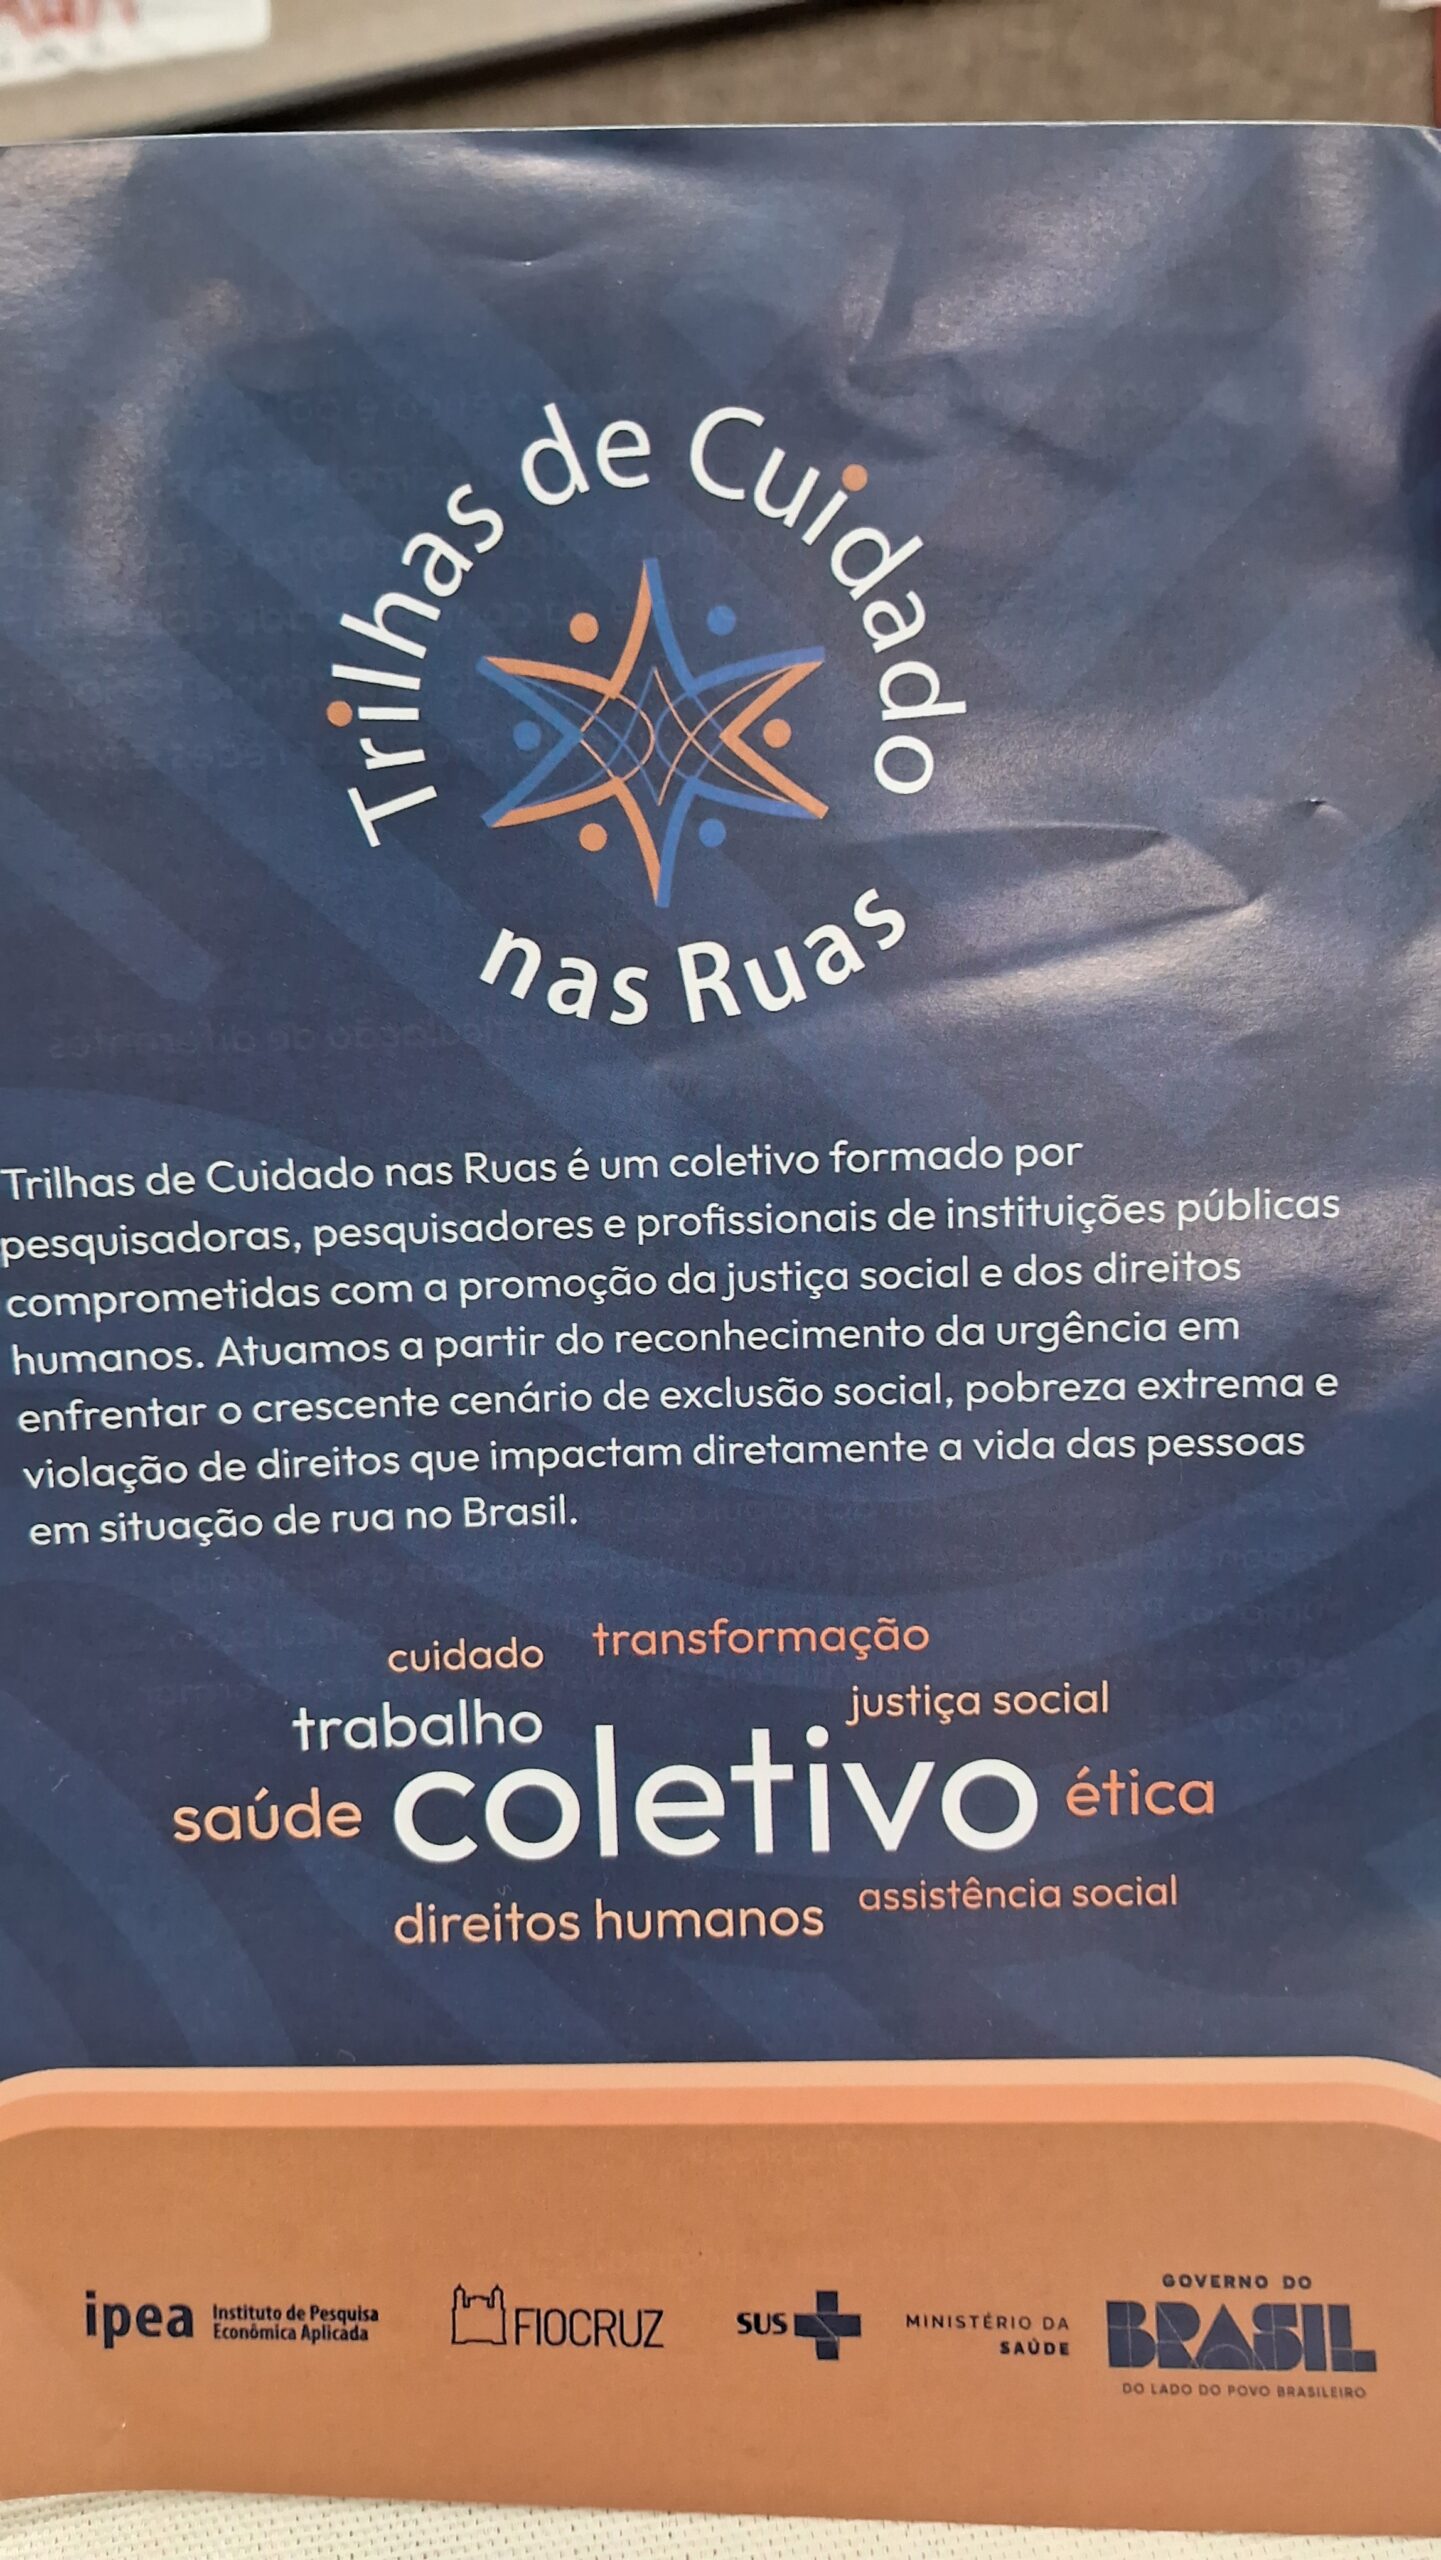 Trilhas de Cuidado
nas Ruas
Trilhas de Cuidado nas Ruas é um coletivo formado por
pesquisadoras, pesquisadores e profissionais de instituições públicas
comprometidas com a promoção da justiça social e dos direitos
humanos. Atuamos a partir do reconhecimento da urgência em
enfrentar o crescente cenário de exclusão social, pobreza extrema e
violação de direitos que impactam diretamente a vida das pessoas
em situação de rua no Brasil.
cuidado transformação
trabalho justiça social
saúde coletivo ética
direitos humanos assistência social
ipea Instituto de Pesquisa
Econômica Aplicada
FIOCRUZ
SUS
MINISTÉRIO DA
SAÚDE
GOVERNO DO
BRASIL
DO LADO DO POVO BRASILEIRO